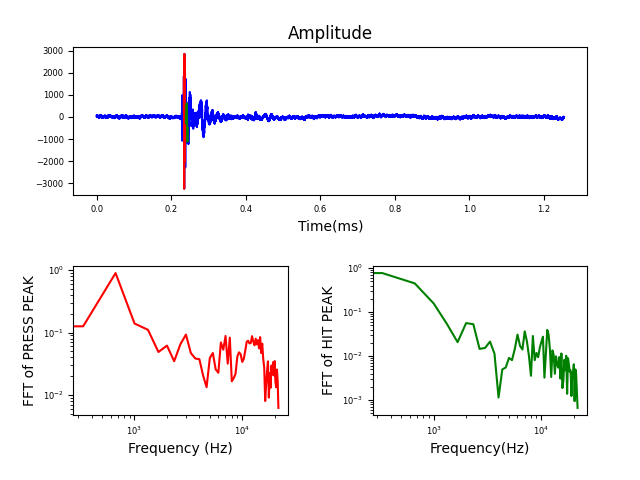 Amplitude
3000
2000
1000
0
−1000
−2000
−3000
0.0 0.2 0.4 0.6 0.8 1.0 1.2
Time(ms)
FFT of PRESS PEAK
10⁰
10⁻¹
10⁻²
10³ 10⁴
Frequency (Hz)
FFT of HIT PEAK
10⁰
10⁻¹
10⁻²
10⁻³
10³ 10⁴
Frequency(Hz)